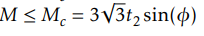 M ≤ M_c = 3√3t_2 sin(ϕ)